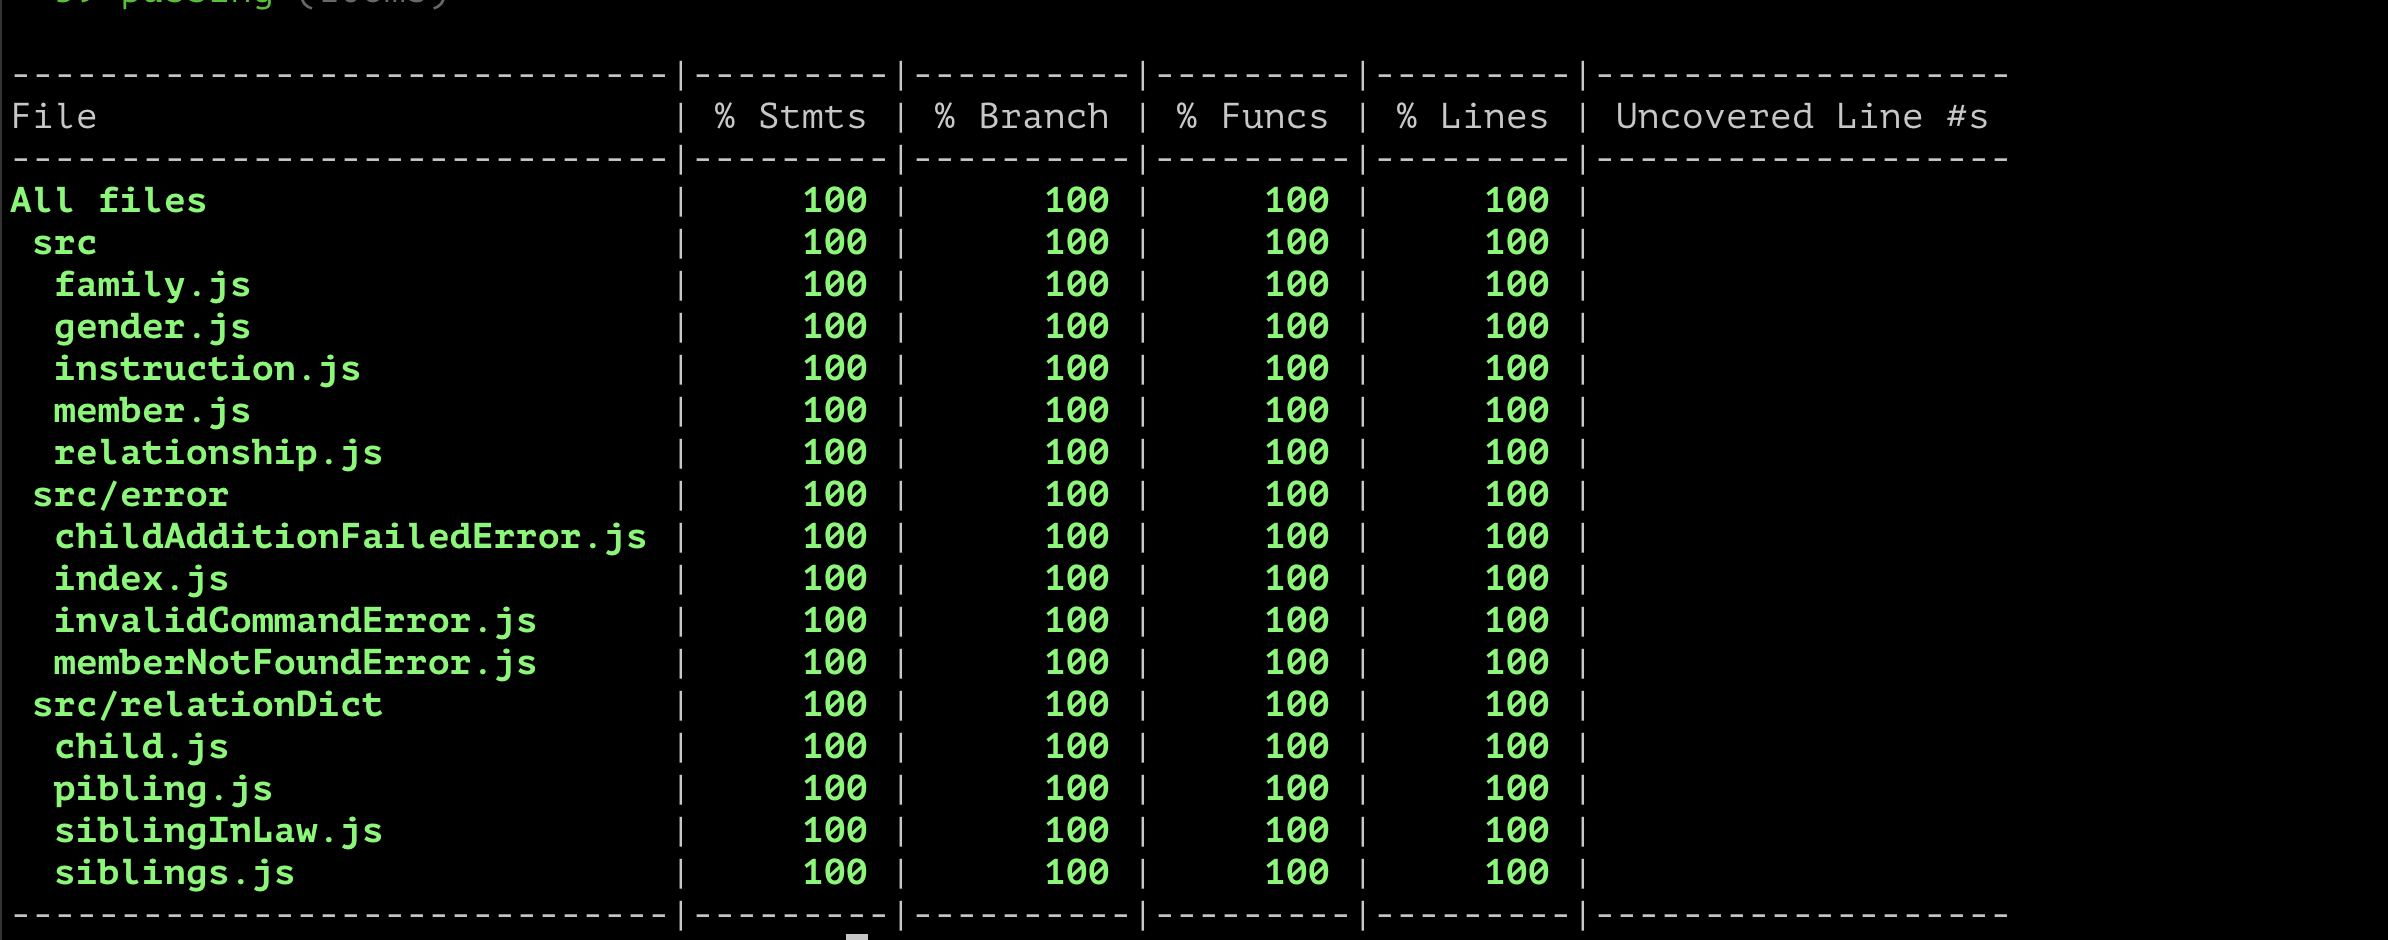 passing
-----------------------------|---------|----------|---------|---------|-------------------
File | % Stmts | % Branch | % Funcs | % Lines | Uncovered Line #s
-----------------------------|---------|----------|---------|---------|-------------------
All files | 100 | 100 | 100 | 100 |
src | 100 | 100 | 100 | 100 |
family.js | 100 | 100 | 100 | 100 |
gender.js | 100 | 100 | 100 | 100 |
instruction.js | 100 | 100 | 100 | 100 |
member.js | 100 | 100 | 100 | 100 |
relationship.js | 100 | 100 | 100 | 100 |
src/error | 100 | 100 | 100 | 100 |
childAdditionFailedError.js | 100 | 100 | 100 | 100 |
index.js | 100 | 100 | 100 | 100 |
invalidCommandError.js | 100 | 100 | 100 | 100 |
memberNotFoundError.js | 100 | 100 | 100 | 100 |
src/relationDict | 100 | 100 | 100 | 100 |
child.js | 100 | 100 | 100 | 100 |
pibling.js | 100 | 100 | 100 | 100 |
siblingInLaw.js | 100 | 100 | 100 | 100 |
siblings.js | 100 | 100 | 100 | 100 |
-----------------------------|---------|----------|---------|---------|-------------------